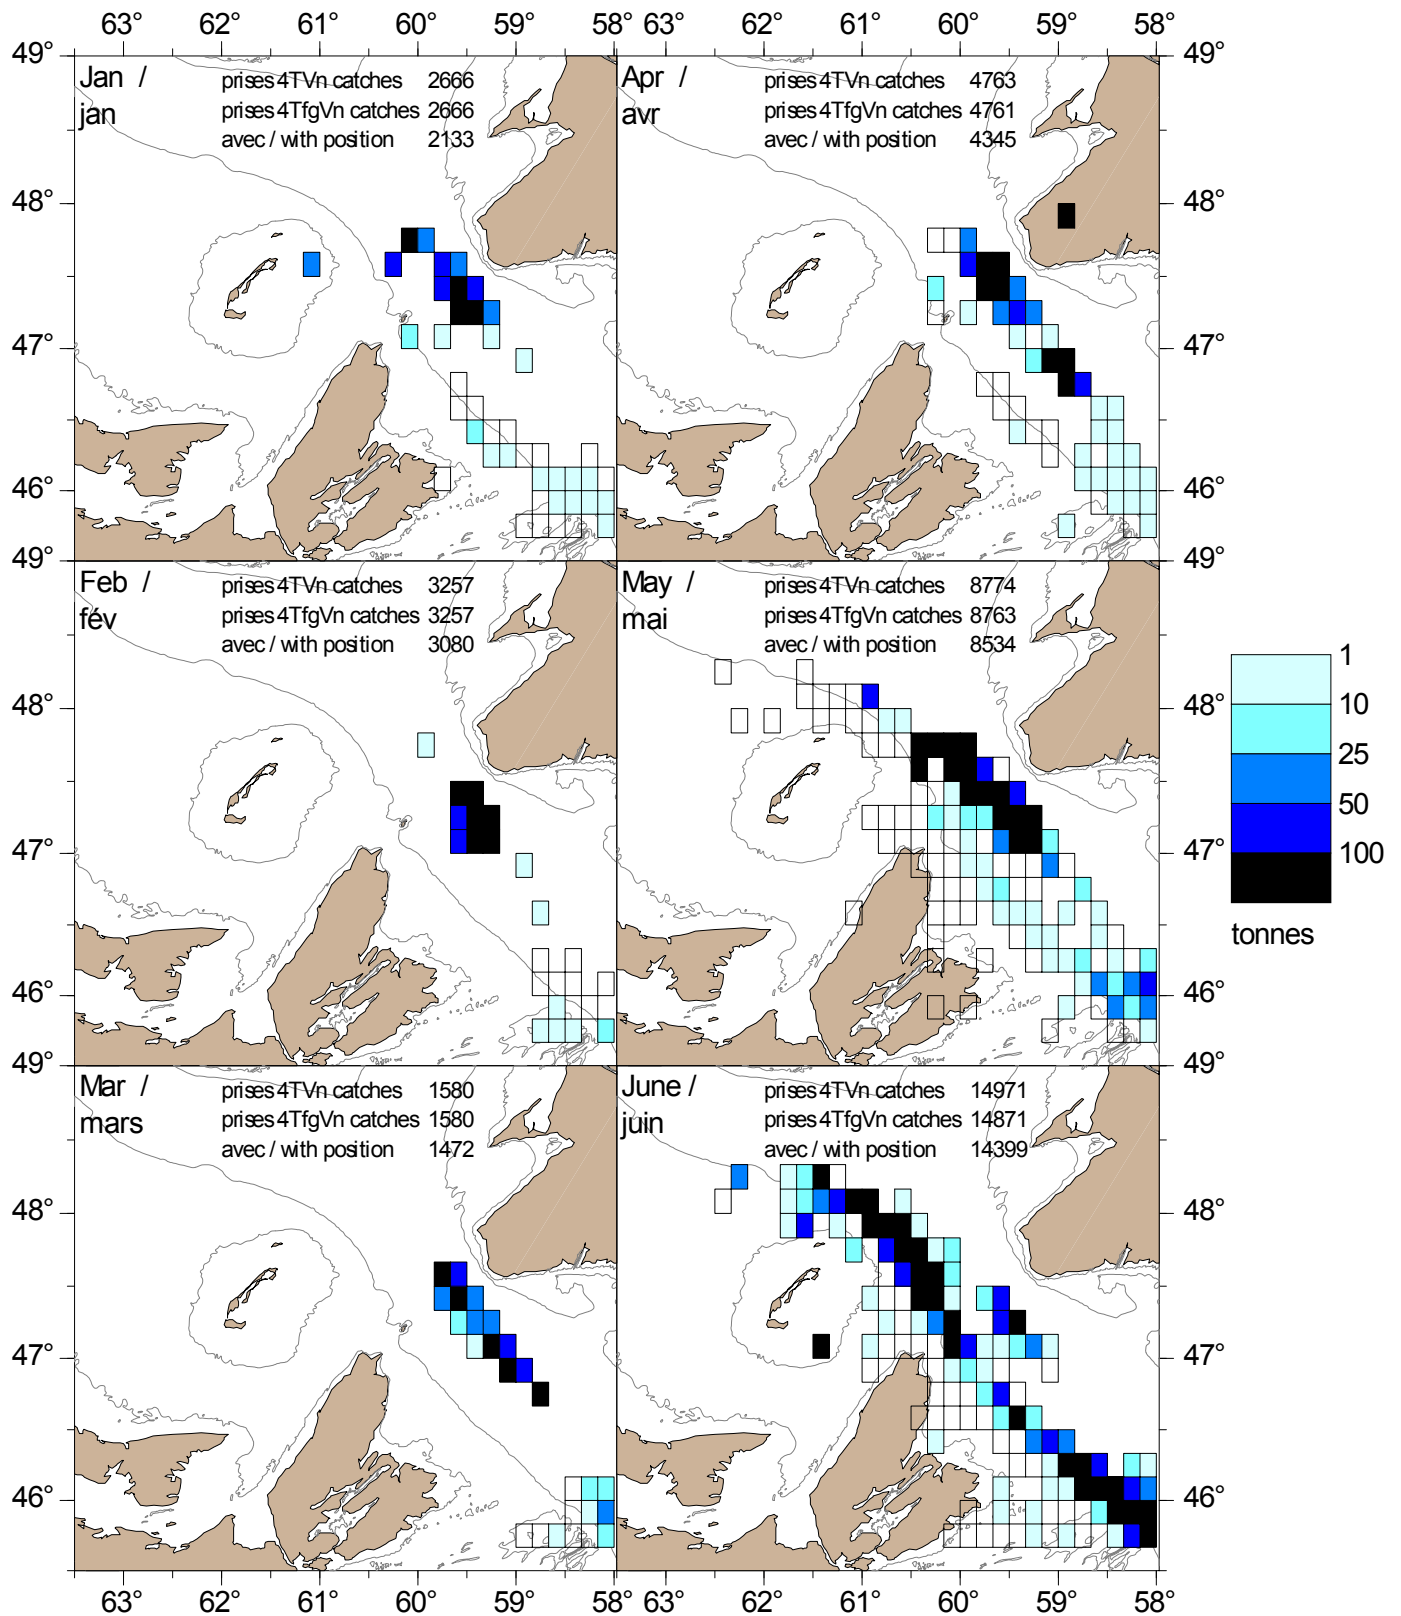 63° 62° 61° 60° 59° 58° 63° 62° 61° 60° 59° 58°
49° 49°
Jan / jan
prises 4TVn catches 2666
prises 4TfgVn catches 2666
avec / with position 2133
48°
47°
46°
Apr / avr
prises 4TVn catches 4763
prises 4TfgVn catches 4761
avec / with position 4345
48°
47°
46°
49° 49°
Feb / fév
prises 4TVn catches 3257
prises 4TfgVn catches 3257
avec / with position 3080
48°
47°
46°
May / mai
prises 4TVn catches 8774
prises 4TfgVn catches 8763
avec / with position 8534
48°
47°
46°
49° 49°
Mar / mars
prises 4TVn catches 1580
prises 4TfgVn catches 1580
avec / with position 1472
48°
47°
46°
June / juin
prises 4TVn catches 14971
prises 4TfgVn catches 14871
avec / with position 14399
48°
47°
46°
63° 62° 61° 60° 59° 58° 63° 62° 61° 60° 59° 58°
1
10
25
50
100
tonnes